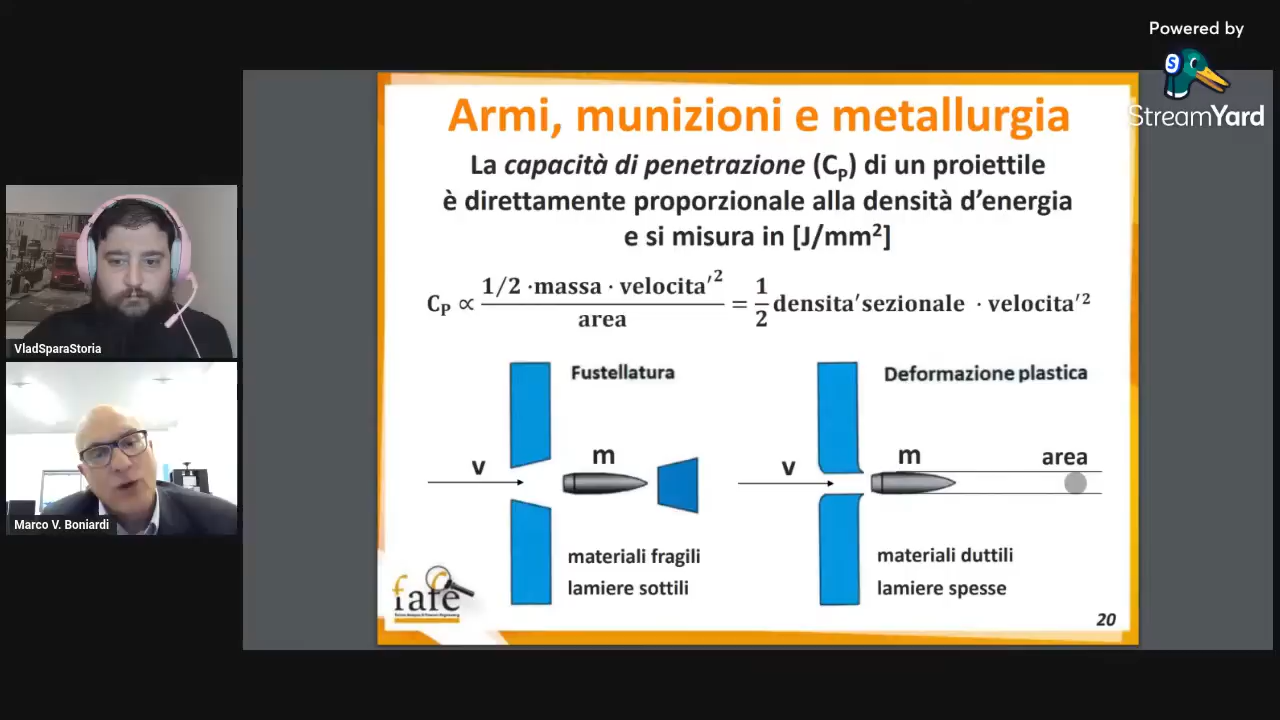 Powered by
StreamYard
Armi, munizioni e metallurgia
La capacità di penetrazione (Cₚ) di un proiettile
è direttamente proporzionale alla densità d'energia
e si misura in [J/mm²]
Cₚ ∝ 1/2 ·massa · velocita′² / area = 1/2 densita′sezionale · velocita′²
Fustellatura
Deformazione plastica
v
m
v
m
area
materiali fragili
lamiere sottili
materiali duttili
lamiere spesse
fafe
20
VladSparaStoria
Marco V. Boniardi